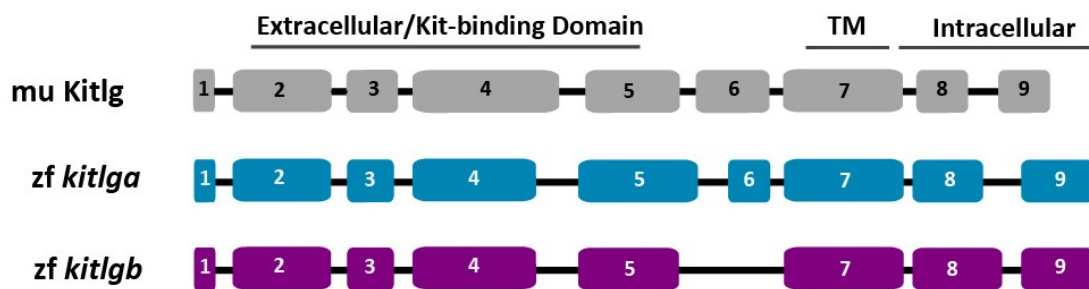 Extracellular/Kit-binding Domain TM Intracellular
mu Kitlg 1 2 3 4 5 6 7 8 9
zf kitlga 1 2 3 4 5 6 7 8 9
zf kitlgb 1 2 3 4 5 7 8 9